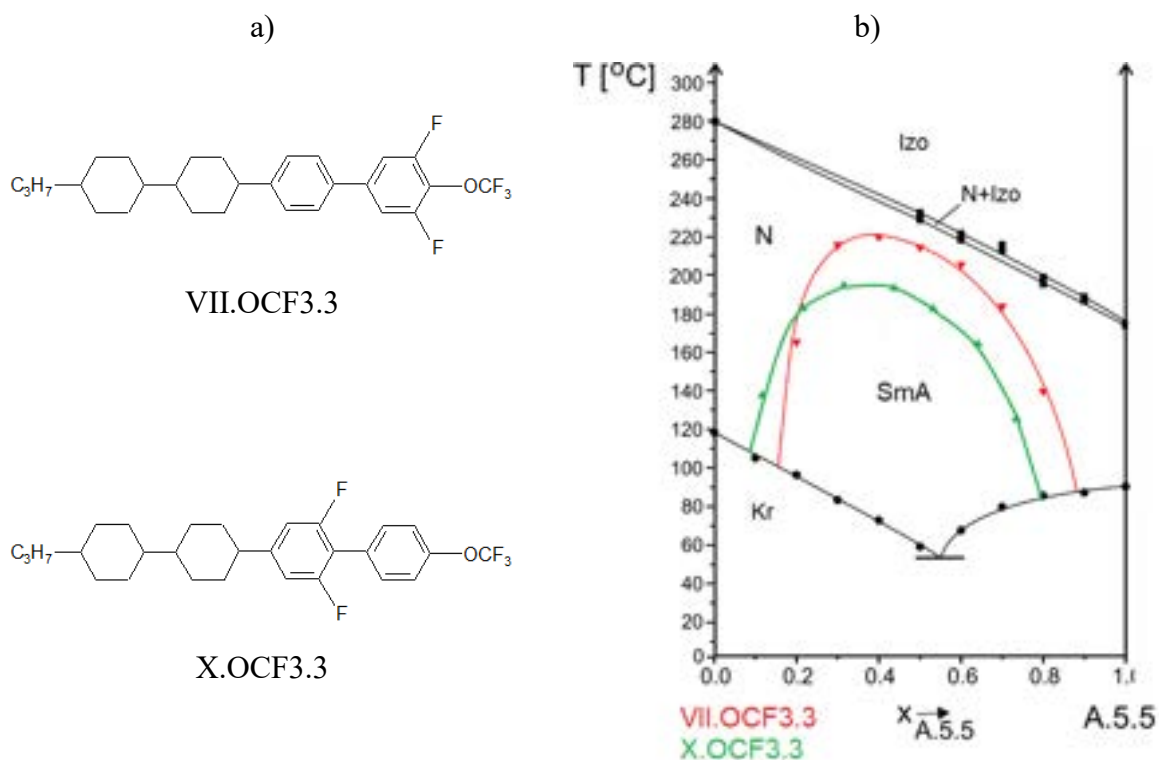 a)
F
C3H7
OCF3
F
VII.OCF3.3
F
C3H7
OCF3
F
X.OCF3.3
b)
T [°C]
300
280
260
240
220
200
180
160
140
120
100
80
60
40
20
0
Izo
N+Izo
N
SmA
Kr
0.0 0.2 0.4 0.6 0.8 1.(
VII.OCF3.3
X.OCF3.3
x A.5.5
A.5.5